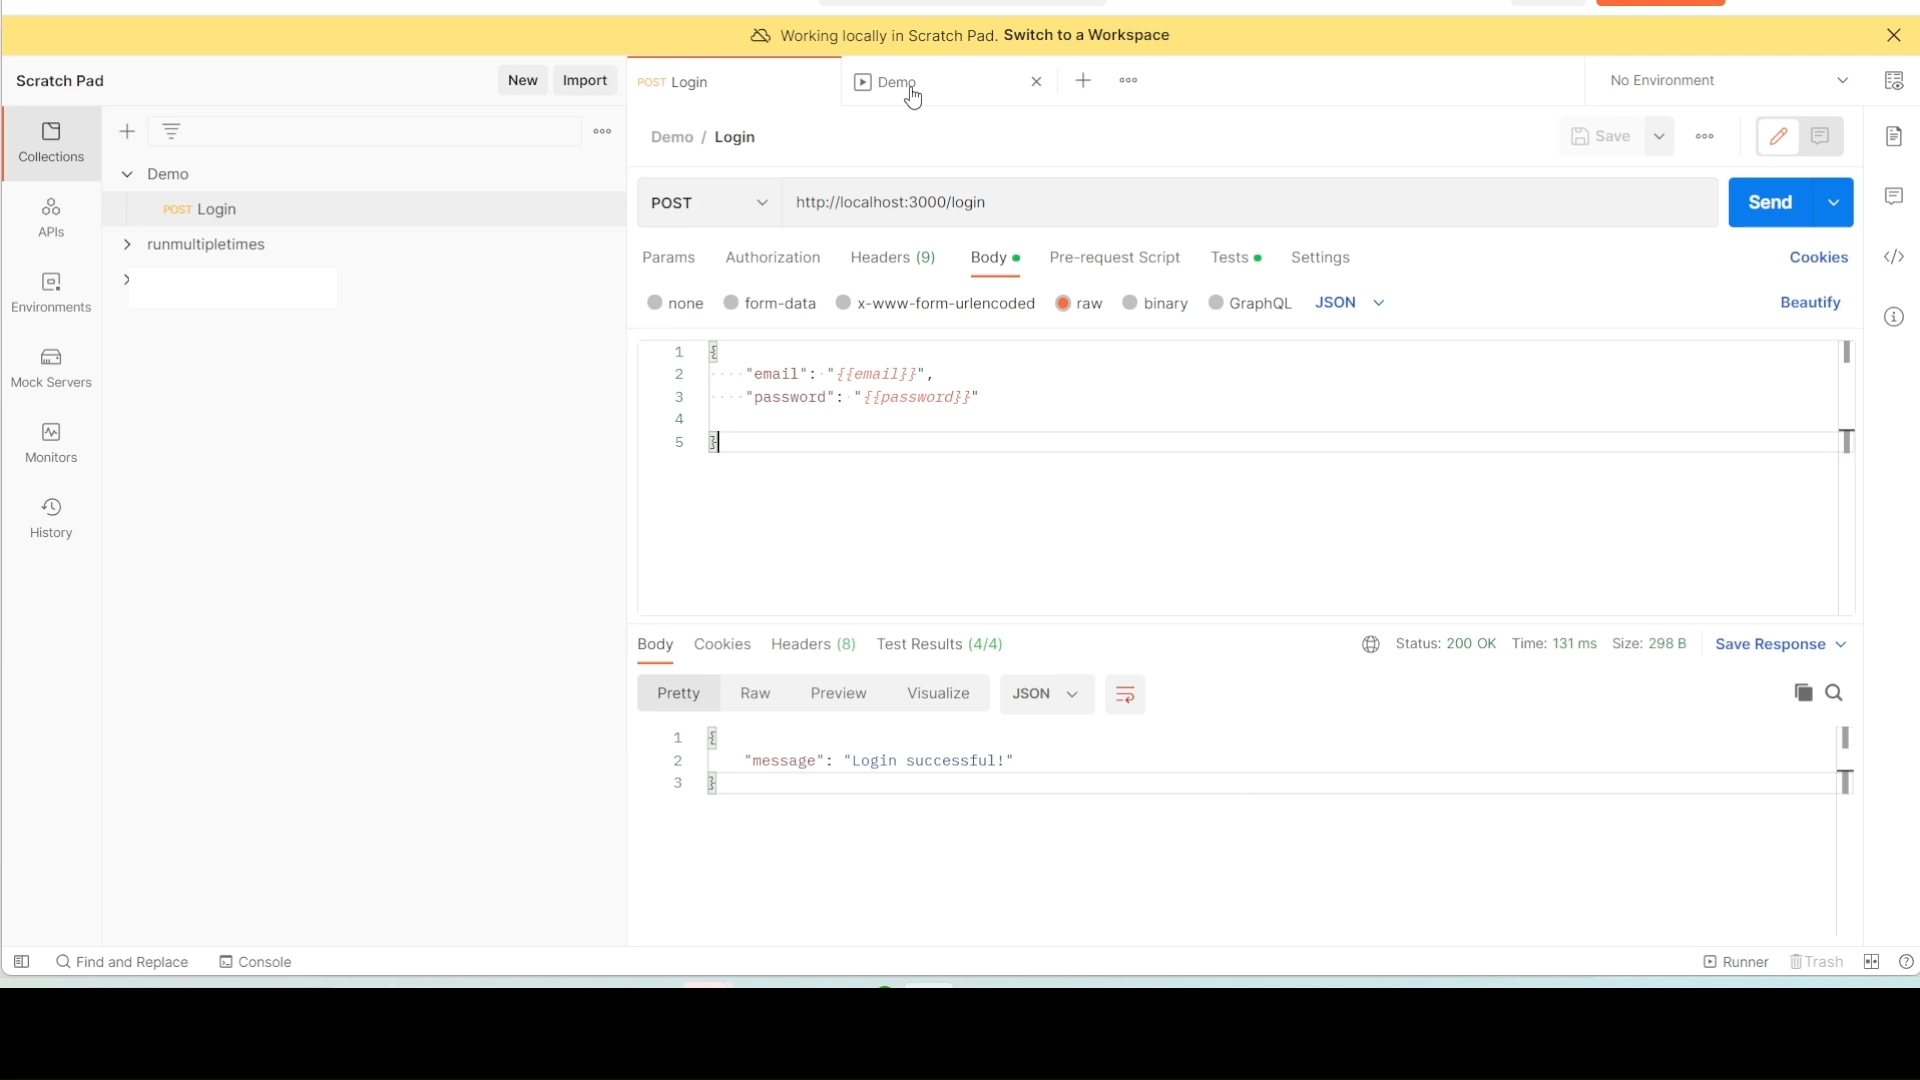 Working locally in Scratch Pad. Switch to a Workspace
Scratch Pad
New
Import
POST Login
Demo
No Environment
Collections
APIs
Environments
Mock Servers
Monitors
History
Demo
POST Login
runmultipletimes
Demo / Login
Save
POST
http://localhost:3000/login
Send
Params Authorization Headers (9) Body Pre-request Script Tests Settings
Cookies
none form-data x-www-form-urlencoded raw binary GraphQL JSON
Beautify
1 {
2 "email": "{{email}}",
3 "password": "{{password}}"
4
5 }
Body Cookies Headers (8) Test Results (4/4)
Status: 200 OK Time: 131 ms Size: 298 B
Save Response
Pretty Raw Preview Visualize JSON
1 {
2 "message": "Login successful!"
3 }
Find and Replace
Console
Runner
Trash